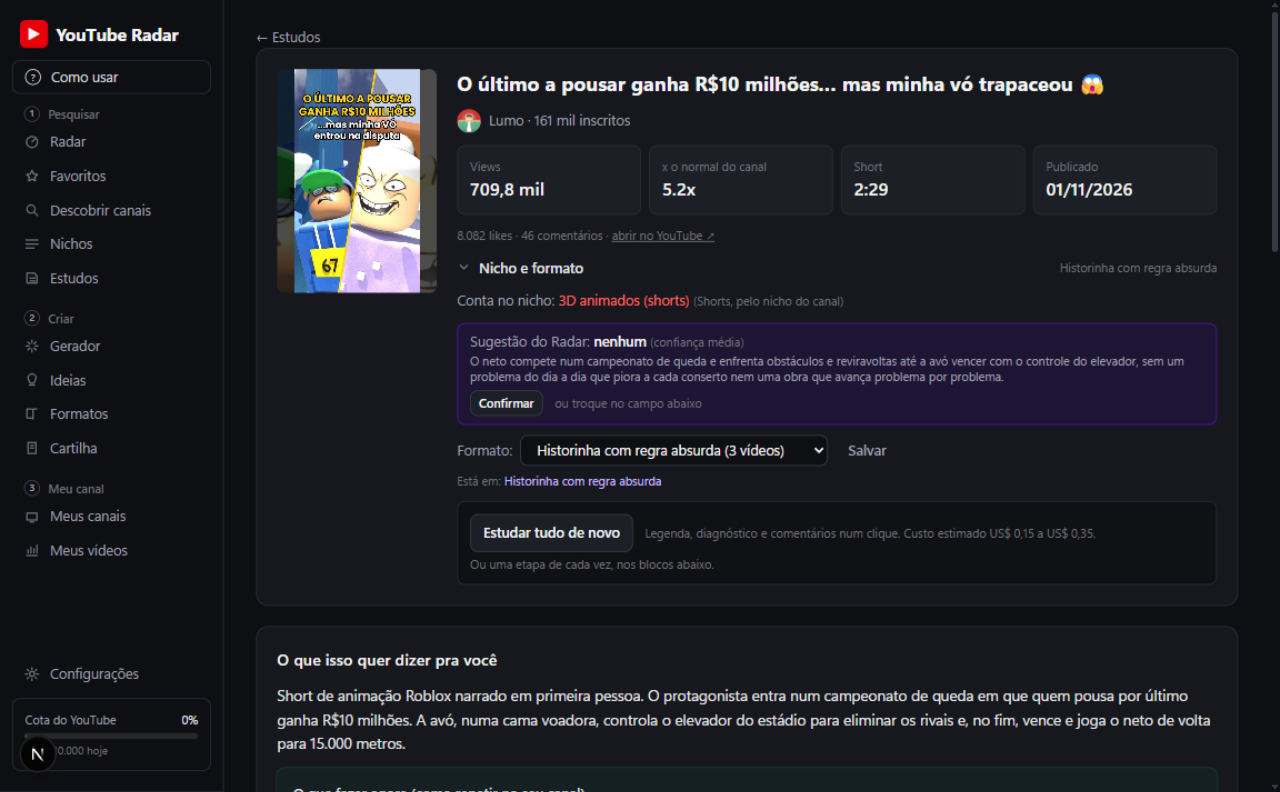 YouTube Radar
? Como usar
1 Pesquisar
Radar
Favoritos
Descobrir canais
Nichos
Estudos
2 Criar
Gerador
Ideias
Formatos
Cartilha
3 Meu canal
Meus canais
Meus vídeos
Configurações
Cota do YouTube 0%
0.000 hoje
N
← Estudos
O ÚLTIMO A POUSAR
GANHA R$10 MILHÕES
...mas minha VÓ
entrou na disputa
67
O último a pousar ganha R$10 milhões... mas minha vó trapaceou 😱
Lumo · 161 mil inscritos
Views
709,8 mil
x o normal do canal
5.2x
Short
2:29
Publicado
01/11/2026
8.082 likes · 46 comentários · abrir no YouTube ↗
Nicho e formato
Historinha com regra absurda
Conta no nicho: 3D animados (shorts) (Shorts, pelo nicho do canal)
Sugestão do Radar: nenhum (confiança média)
O neto compete num campeonato de queda e enfrenta obstáculos e reviravoltas até a avó vencer com o controle do elevador, sem um
problema do dia a dia que piora a cada conserto nem uma obra que avança problema por problema.
Confirmar ou troque no campo abaixo
Formato: Historinha com regra absurda (3 vídeos) Salvar
Está em: Historinha com regra absurda
Estudar tudo de novo Legenda, diagnóstico e comentários num clique. Custo estimado US$ 0,15 a US$ 0,35.
Ou uma etapa de cada vez, nos blocos abaixo.
O que isso quer dizer pra você
Short de animação Roblox narrado em primeira pessoa. O protagonista entra num campeonato de queda em que quem pousa por último
ganha R$10 milhões. A avó, numa cama voadora, controla o elevador do estádio para eliminar os rivais e, no fim, vence e joga o neto de volta
para 15.000 metros.